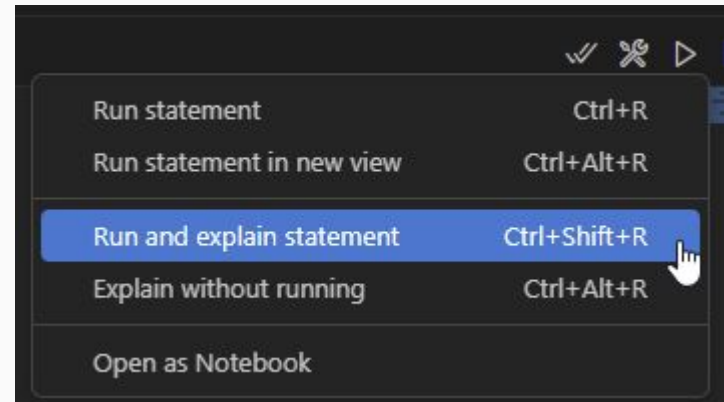 Run statement Ctrl+R
Run statement in new view Ctrl+Alt+R
Run and explain statement Ctrl+Shift+R
Explain without running Ctrl+Alt+R
Open as Notebook